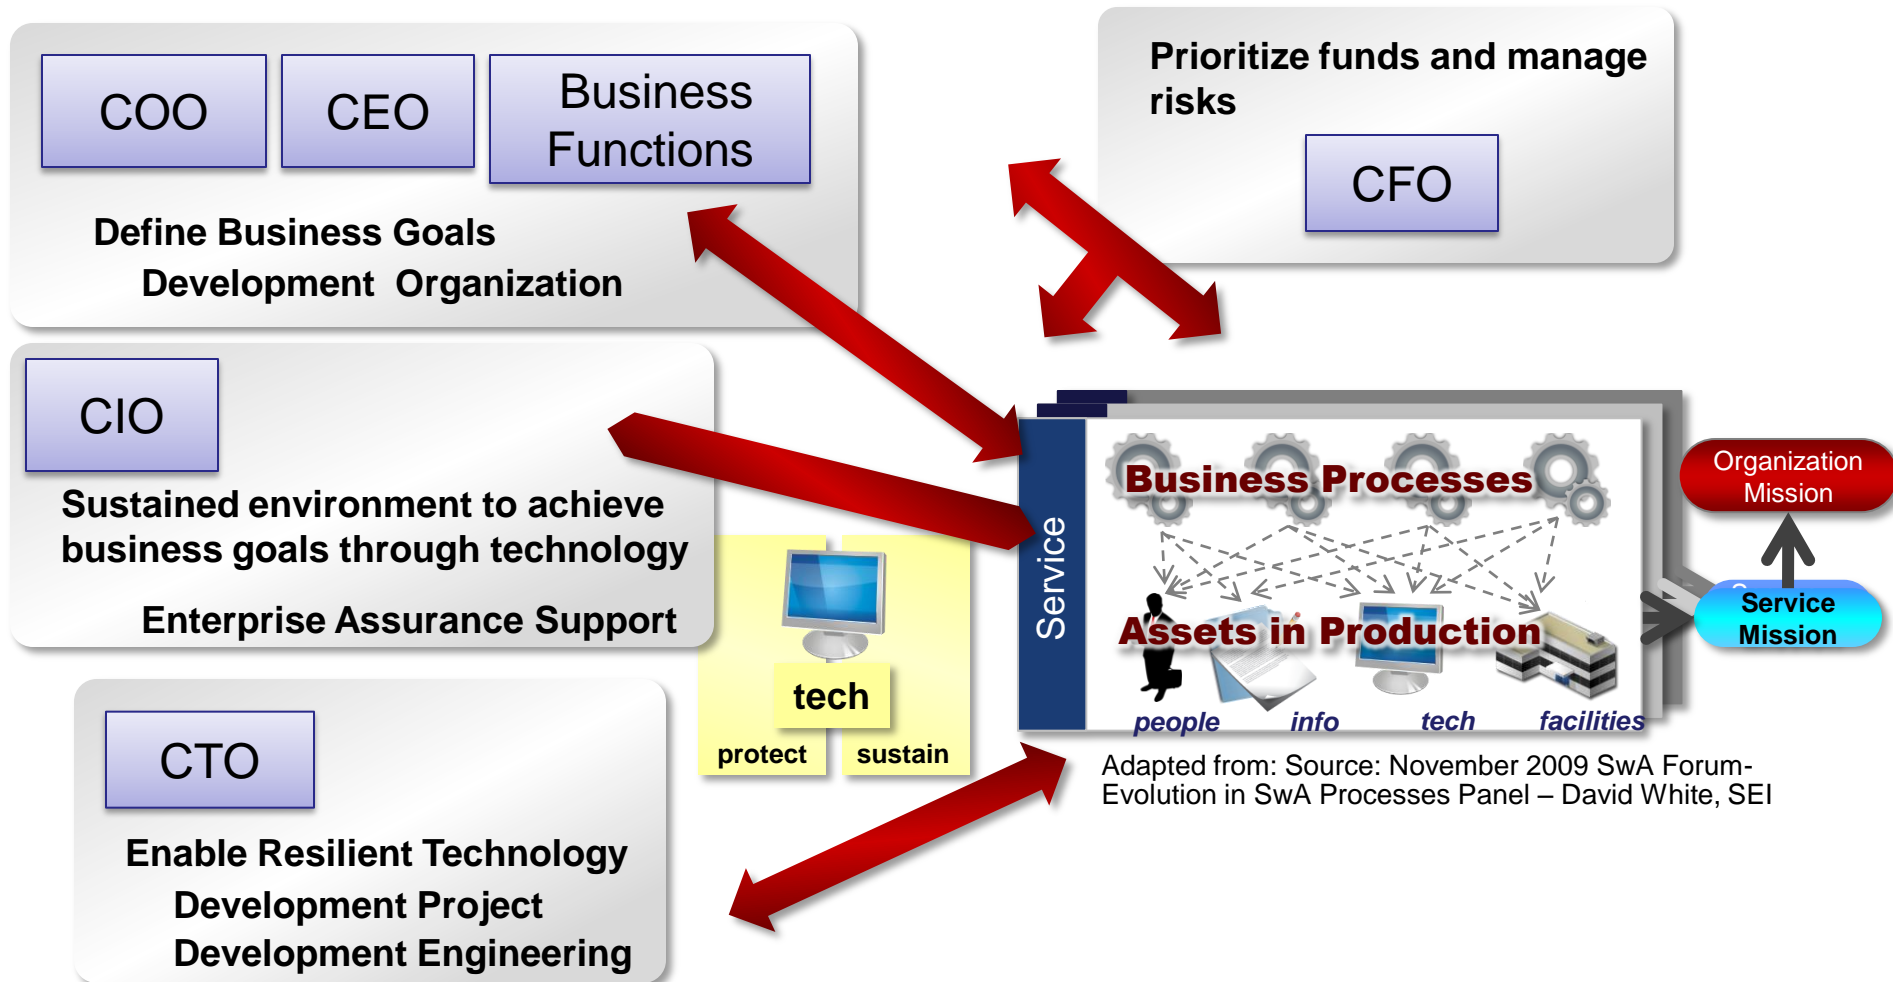 COO
CEO
Business
Functions
Define Business Goals
Development Organization
Prioritize funds and manage
risks
CFO
CIO
Sustained environment to achieve
business goals through technology
Enterprise Assurance Support
tech
protect
sustain
Service
Business Processes
Assets in Production
people
info
tech
facilities
Organization
Mission
Service
Mission
Adapted from: Source: November 2009 SwA Forum-
Evolution in SwA Processes Panel – David White, SEI
CTO
Enable Resilient Technology
Development Project
Development Engineering